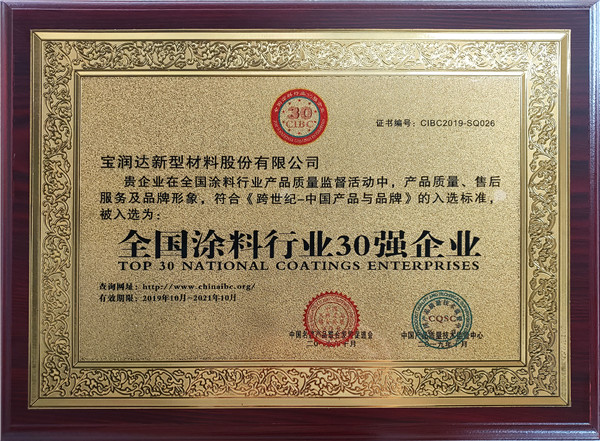 30
CIBC
证书编号：CIBC2019-SQ026
宝润达新型材料股份有限公司
贵企业在全国涂料行业产品质量监督活动中，产品质量、售后
服务及品牌形象，符合《跨世纪-中国产品与品牌》的入选标准，
被入选为：
全国涂料行业30强企业
TOP 30 NATIONAL COATINGS ENTERPRISES
查询网址：http://www.chinaibc.org/
有效期限：2019年10月-2021年10月
CQSC